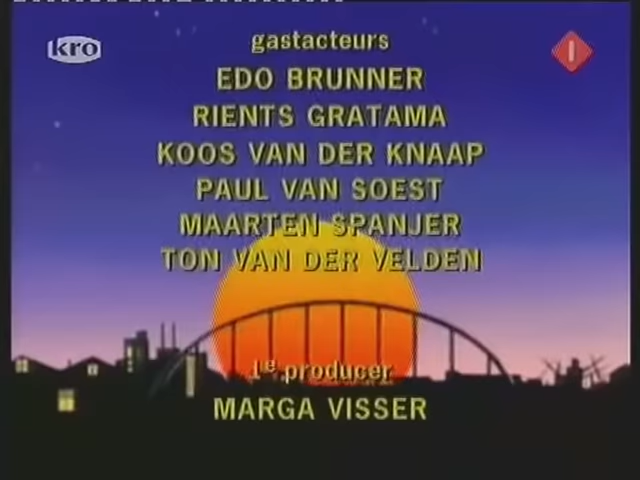 kro
1
gastacteurs
EDO BRUNNER
RIENTS GRATAMA
KOOS VAN DER KNAAP
PAUL VAN SOEST
MAARTEN SPANJER
TON VAN DER VELDEN
1e producer
MARGA VISSER